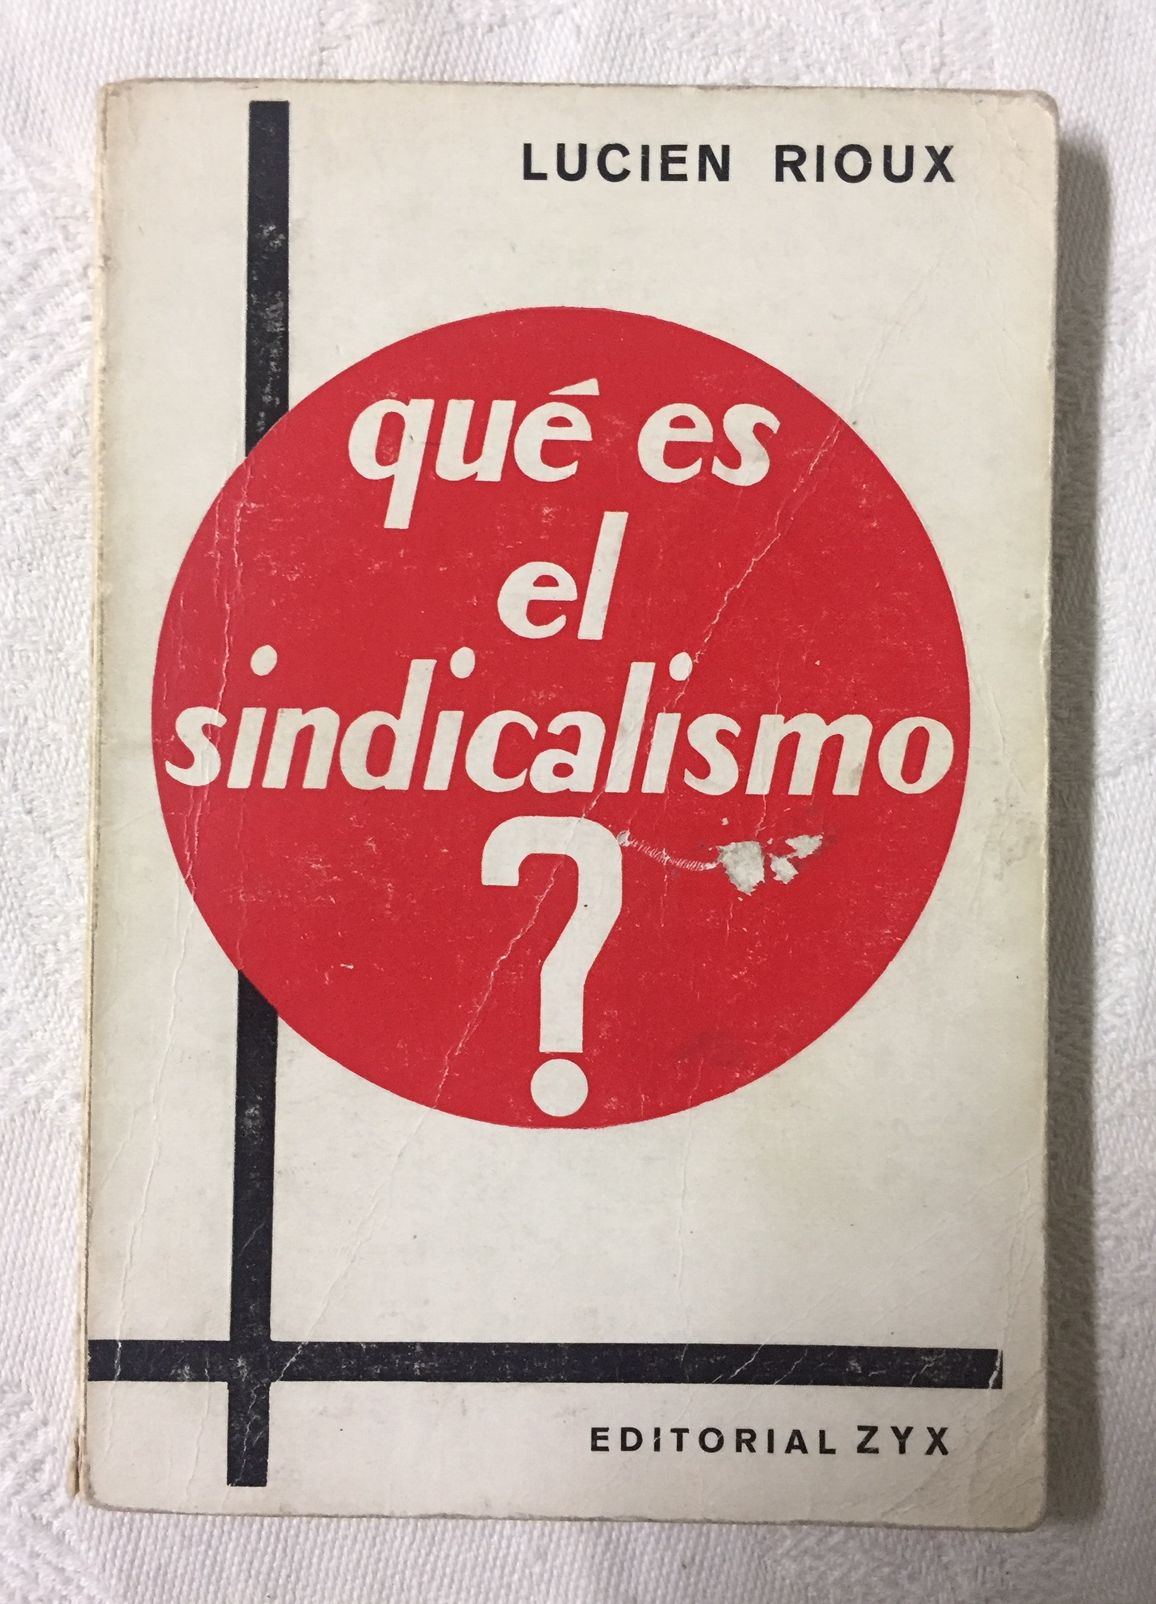 LUCIEN RIOUX
qué es
el
sindicalismo
?
EDITORIAL ZYX